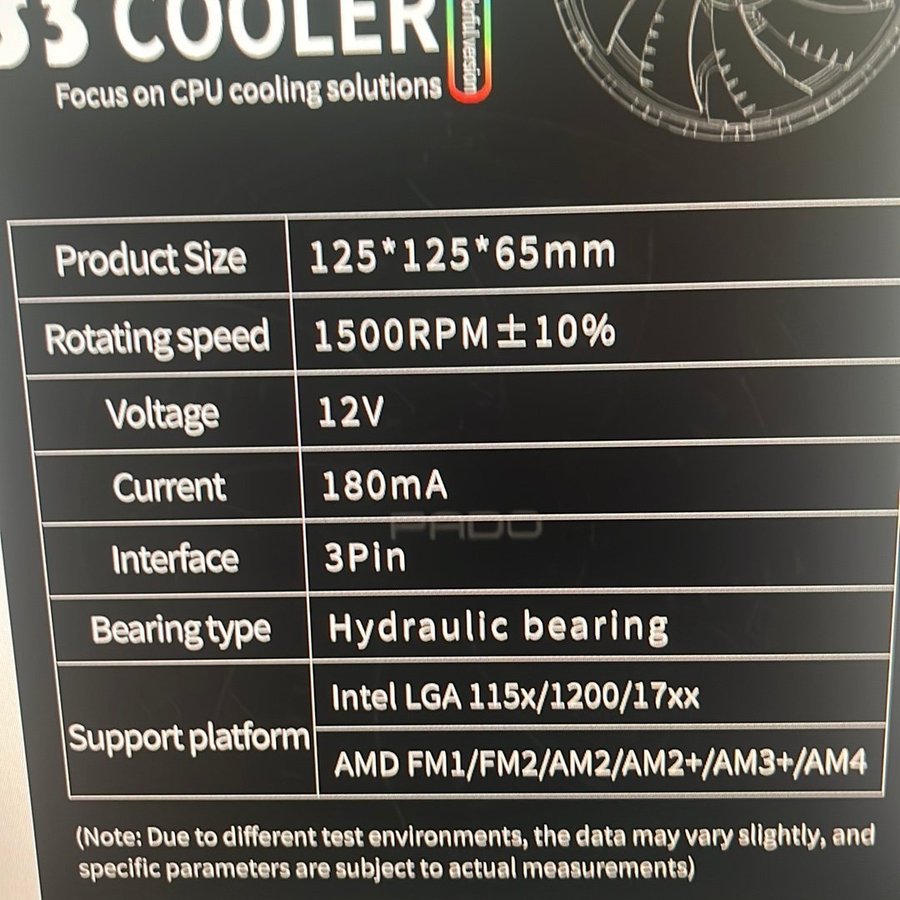 COOLER
Focus on CPU cooling solutions
Product Size 125*125*65mm
Rotating speed 1500RPM±10%
Voltage 12V
Current 180mA
FADO
Interface 3Pin
Bearing type Hydraulic bearing
Support platform
Intel LGA 115x/1200/17xx
AMD FM1/FM2/AM2/AM2+/AM3+/AM4
(Note: Due to different test environments, the data may vary slightly, and
specific parameters are subject to actual measurements)